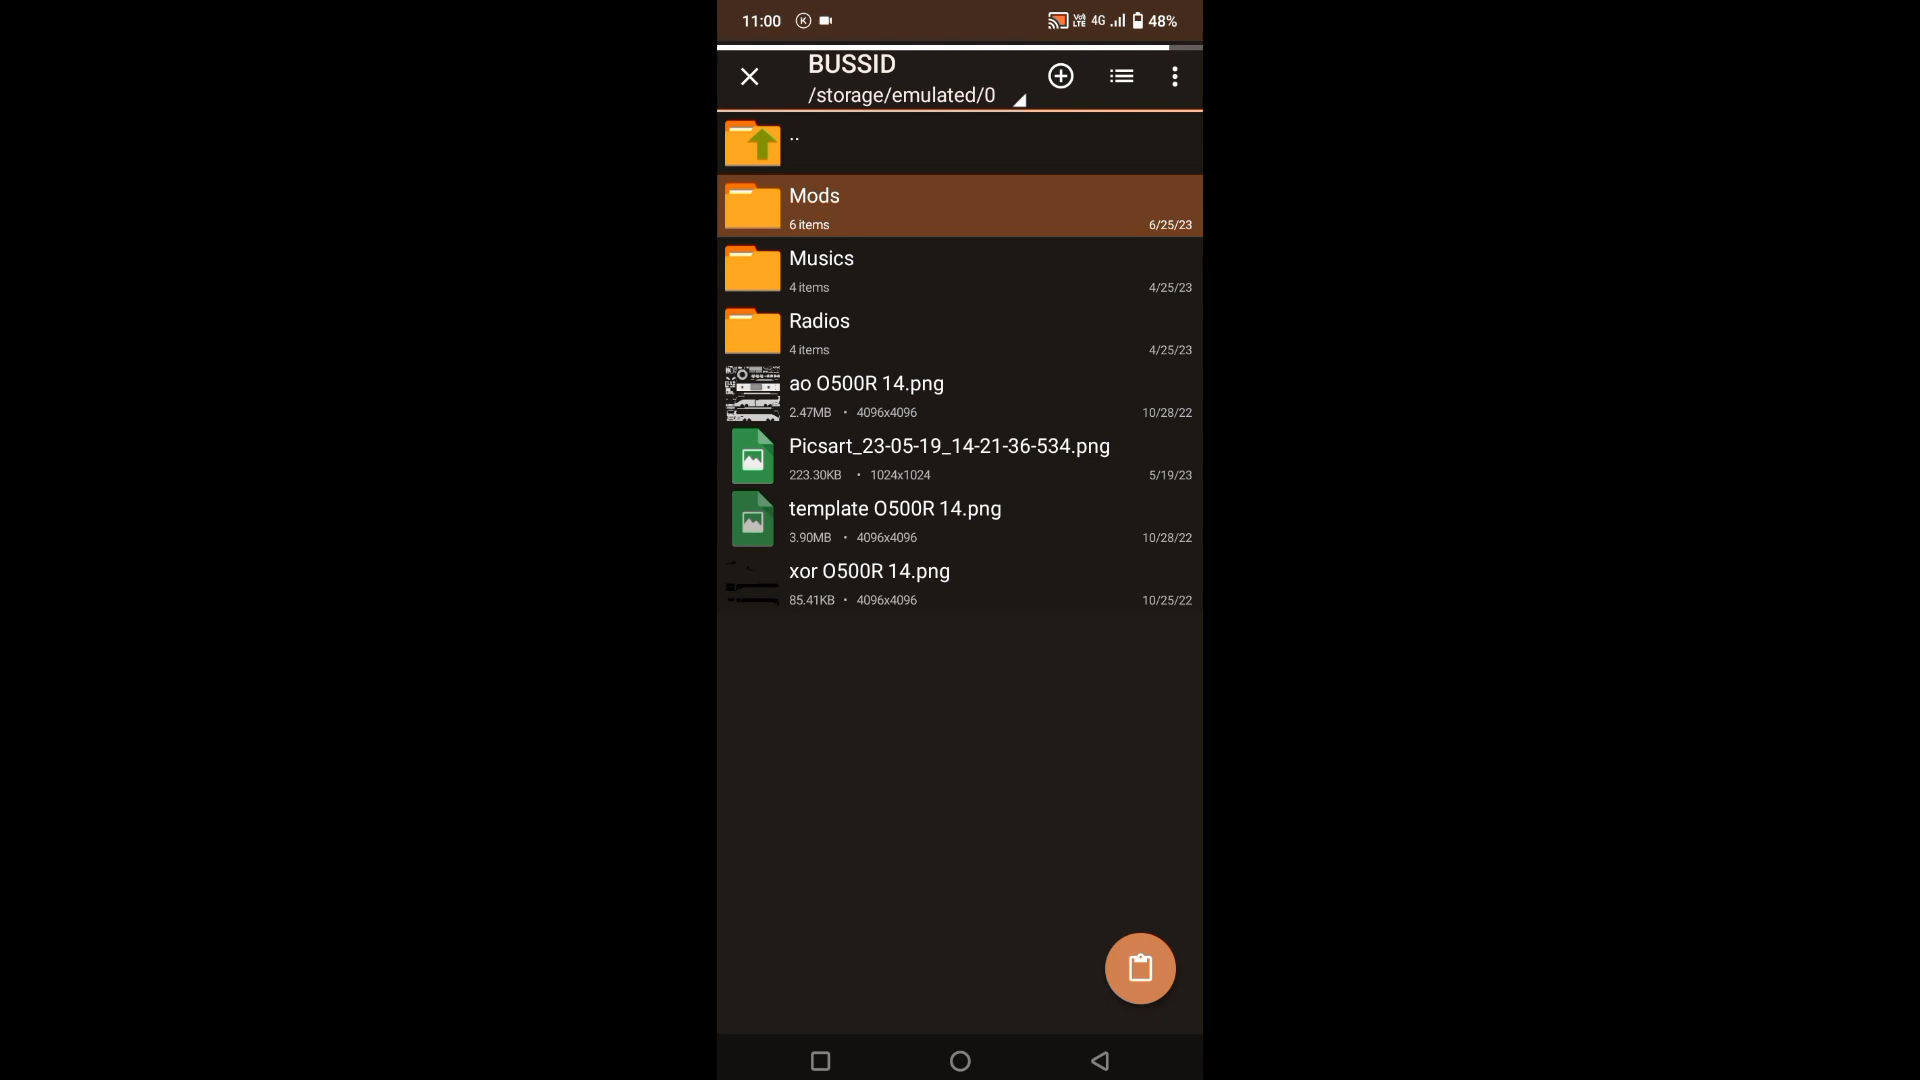 11:00 K Vo) LTE 4G 48%
BUSSID
/storage/emulated/0
..
Mods
6 items 6/25/23
Musics
4 items 4/25/23
Radios
4 items 4/25/23
ao O500R 14.png
2.47MB • 4096x4096 10/28/22
Picsart_23-05-19_14-21-36-534.png
223.30KB • 1024x1024 5/19/23
template O500R 14.png
3.90MB • 4096x4096 10/28/22
xor O500R 14.png
85.41KB • 4096x4096 10/25/22